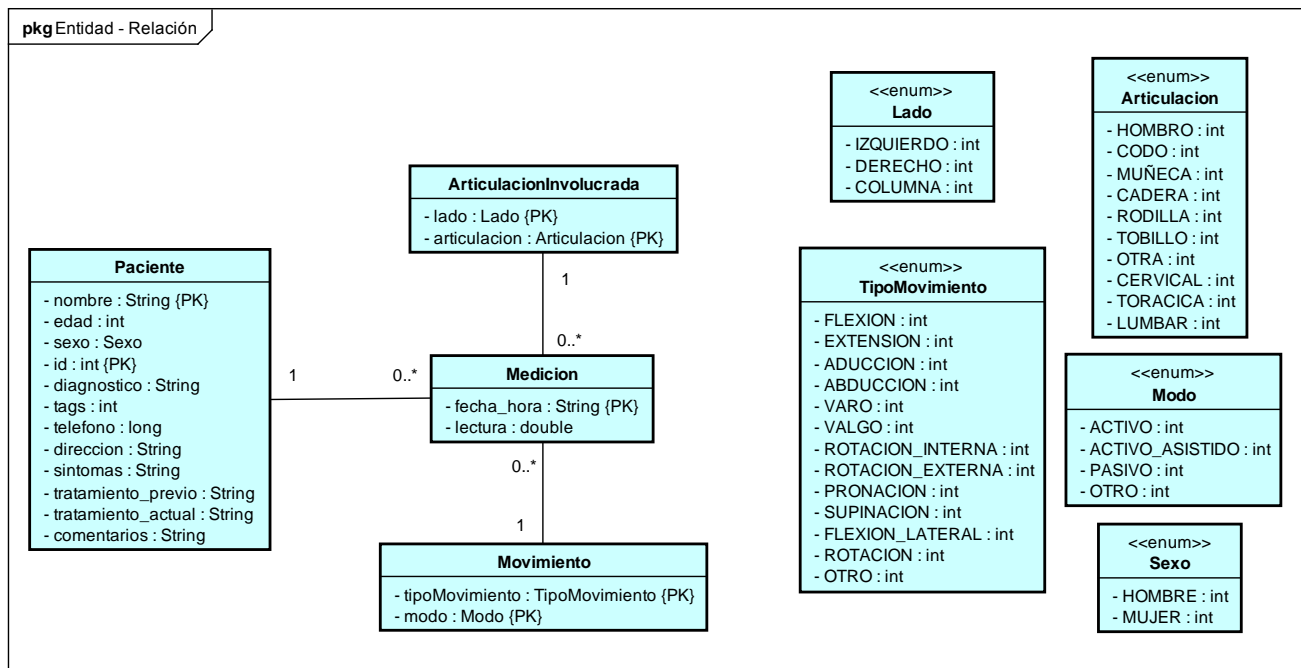 pkg Entidad - Relación
ArticulacionInvolucrada
- lado : Lado {PK}
- articulacion : Articulacion {PK}
1
0..*
Paciente
- nombre : String {PK}
- edad : int
- sexo : Sexo
- id : int {PK}
- diagnostico : String
- tags : int
- telefono : long
- direccion : String
- sintomas : String
- tratamiento_previo : String
- tratamiento_actual : String
- comentarios : String
1
0..*
Medicion
- fecha_hora : String {PK}
- lectura : double
0..*
1
Movimiento
- tipoMovimiento : TipoMovimiento {PK}
- modo : Modo {PK}
<<enum>>
Lado
- IZQUIERDO : int
- DERECHO : int
- COLUMNA : int
<<enum>>
TipoMovimiento
- FLEXION : int
- EXTENSION : int
- ADUCCION : int
- ABDUCCION : int
- VARO : int
- VALGO : int
- ROTACION_INTERNA : int
- ROTACION_EXTERNA : int
- PRONACION : int
- SUPINACION : int
- FLEXION_LATERAL : int
- ROTACION : int
- OTRO : int
<<enum>>
Articulacion
- HOMBRO : int
- CODO : int
- MUÑECA : int
- CADERA : int
- RODILLA : int
- TOBILLO : int
- OTRA : int
- CERVICAL : int
- TORACICA : int
- LUMBAR : int
<<enum>>
Modo
- ACTIVO : int
- ACTIVO_ASISTIDO : int
- PASIVO : int
- OTRO : int
<<enum>>
Sexo
- HOMBRE : int
- MUJER : int